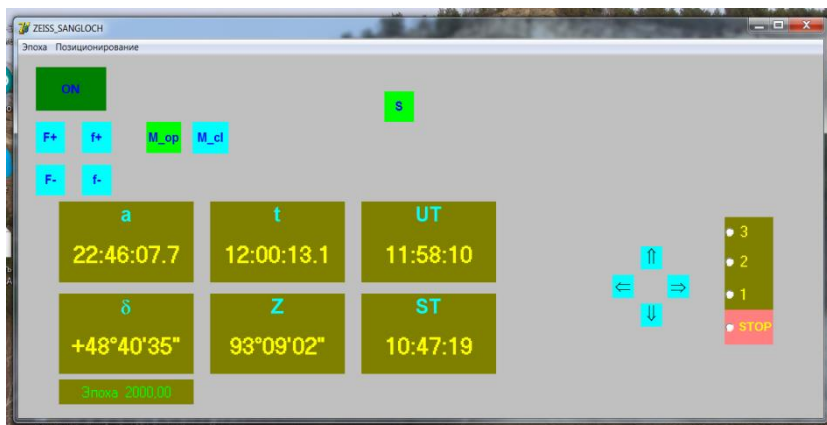 ZEISS_SANGLOCH
Эпоха Позиционирование
ON
S
F+ f+ M_op M_cl
F- f-
a t UT
22:46:07.7 12:00:13.1 11:58:10
3
2
1
STOP
δ Z ST
+48°40'35" 93°09'02" 10:47:19
Эпоха 2000,00